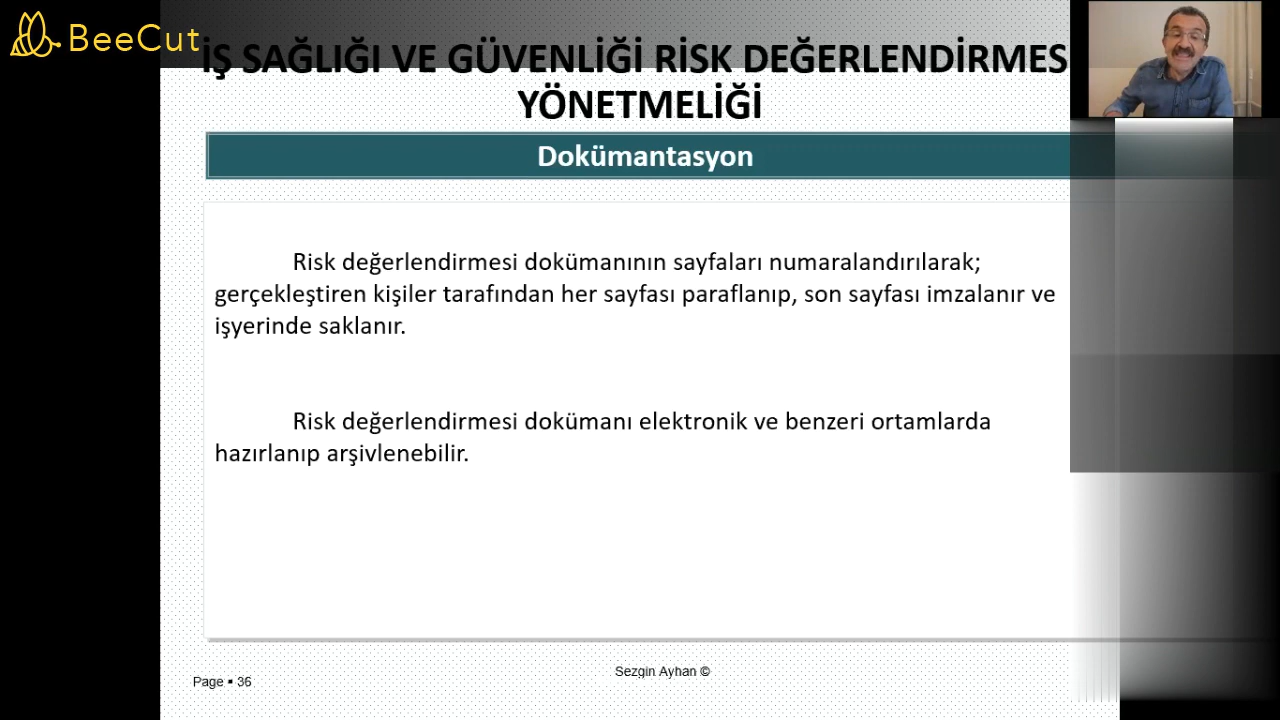 BeeCut
İŞ SAĞLIĞI VE GÜVENLİĞİ RİSK DEĞERLENDİRMES
YÖNETMELİĞİ
Dokümantasyon
Risk değerlendirmesi dokümanının sayfaları numaralandırılarak;
gerçekleştiren kişiler tarafından her sayfası paraflanıp, son sayfası imzalanır ve
işyerinde saklanır.
Risk değerlendirmesi dokümanı elektronik ve benzeri ortamlarda
hazırlanıp arşivlenebilir.
Sezgin Ayhan ©
Page ▪ 36